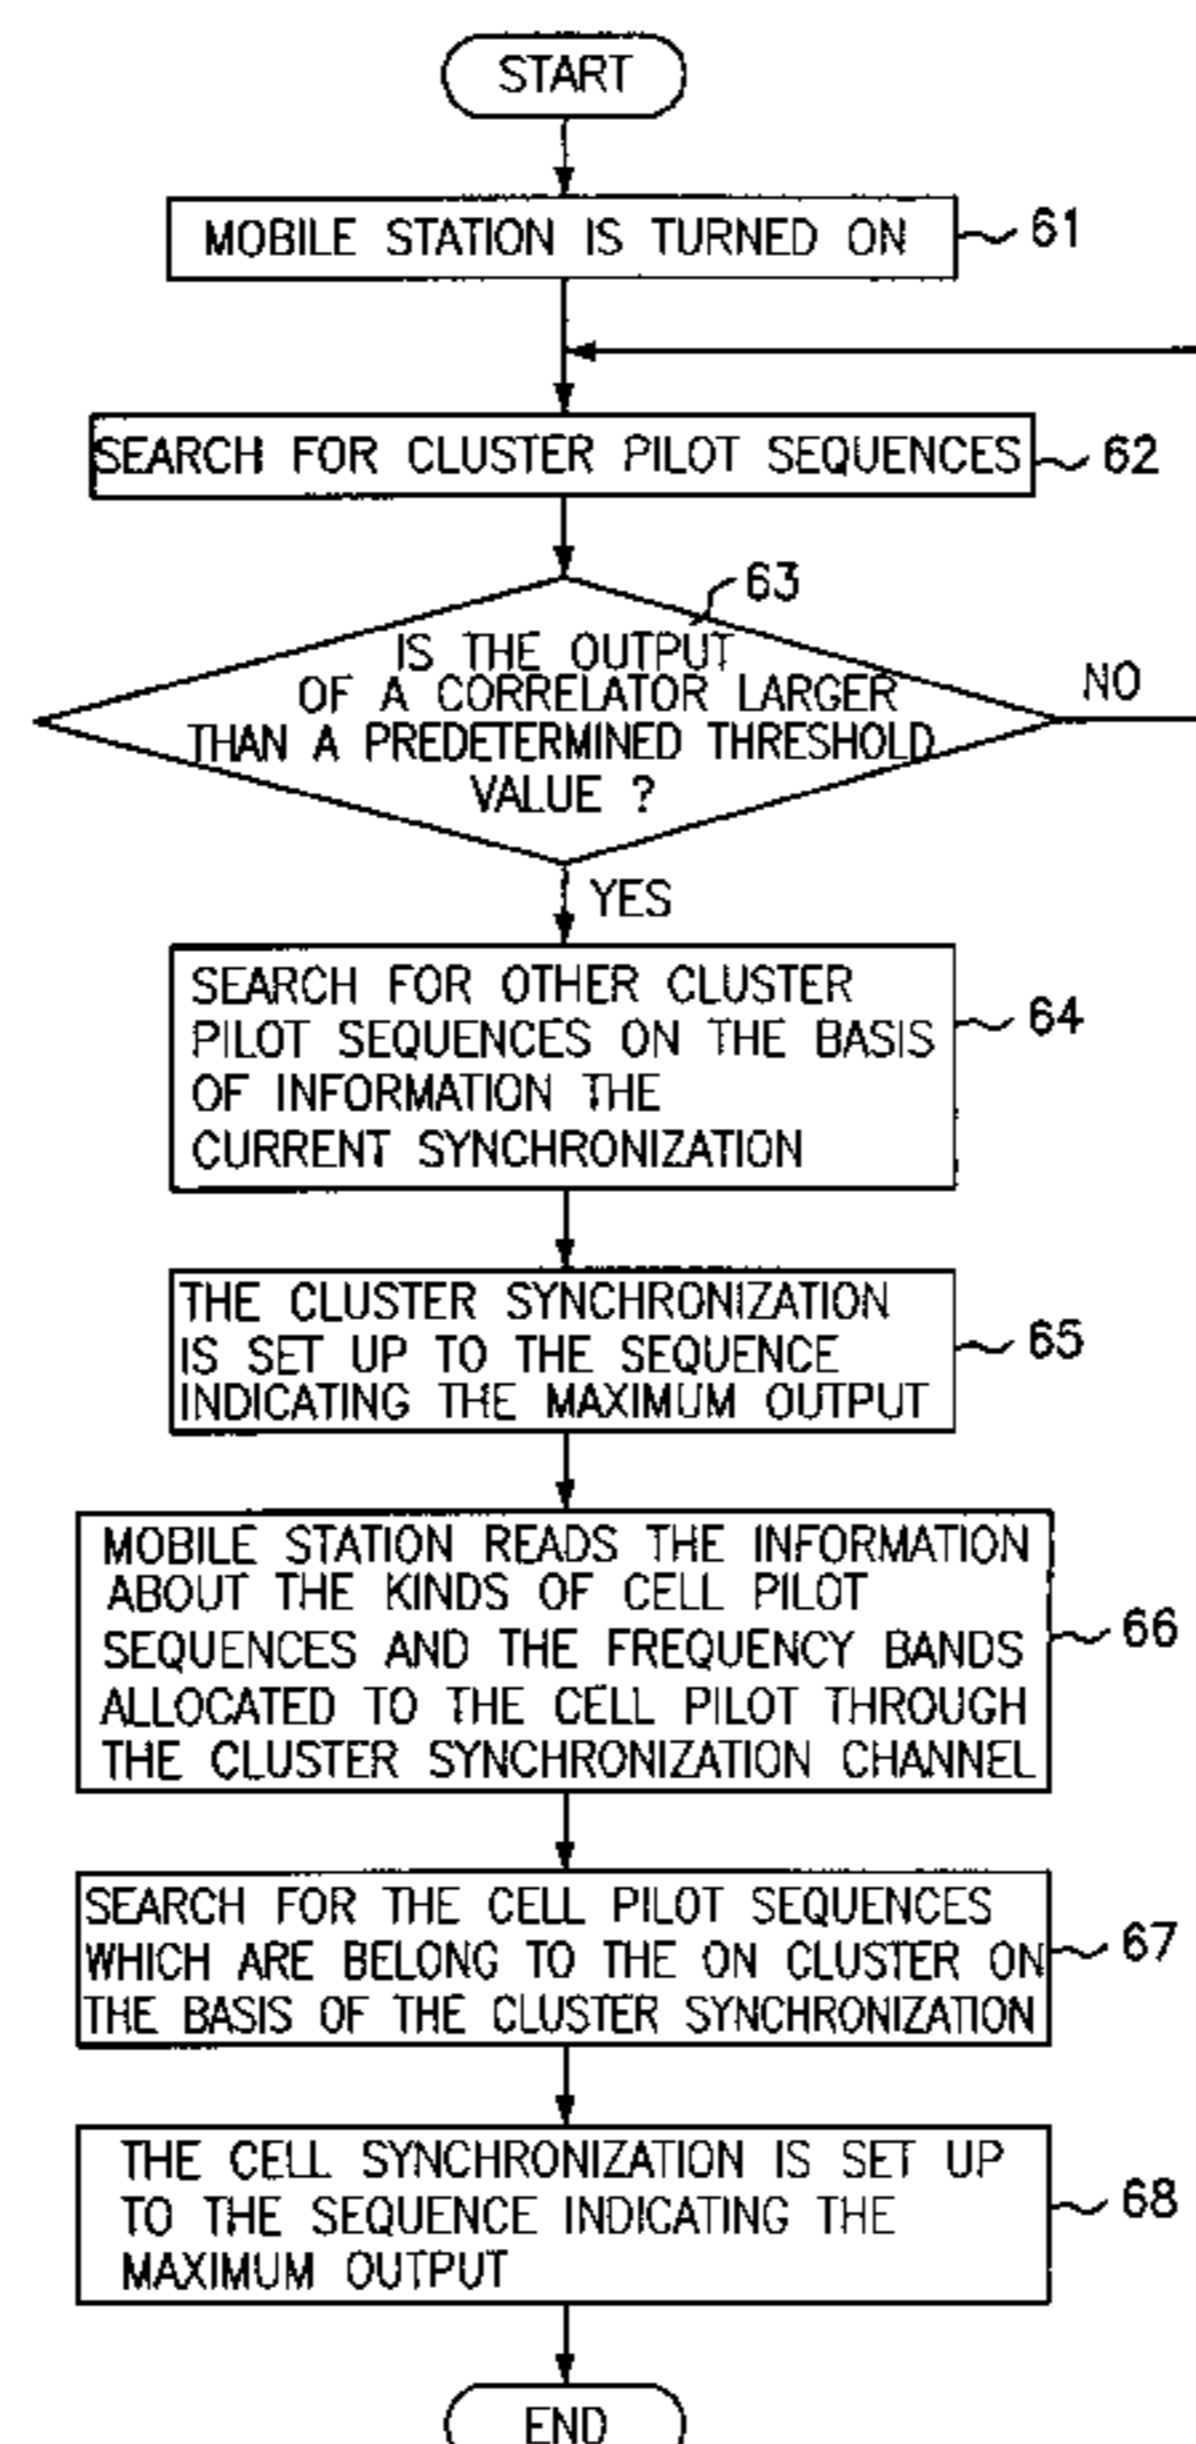 START
MOBILE STATION IS TURNED ON
61
SEARCH FOR CLUSTER PILOT SEQUENCES
62
63
IS THE OUTPUT
OF A CORRELATOR LARGER
THAN A PREDETERMINED THRESHOLD
VALUE ?
NO
YES
SEARCH FOR OTHER CLUSTER
PILOT SEQUENCES ON THE BASIS
OF INFORMATION THE
CURRENT SYNCHRONIZATION
64
THE CLUSTER SYNCHRONIZATION
IS SET UP TO THE SEQUENCE
INDICATING THE MAXIMUM OUTPUT
65
MOBILE STATION READS THE INFORMATION
ABOUT THE KINDS OF CELL PILOT
SEQUENCES AND THE FREQUENCY BANDS
ALLOCATED TO THE CELL PILOT THROUGH
THE CLUSTER SYNCHRONIZATION CHANNEL
66
SEARCH FOR THE CELL PILOT SEQUENCES
WHICH ARE BELONG TO THE ON CLUSTER ON
THE BASIS OF THE CLUSTER SYNCHRONIZATION
67
THE CELL SYNCHRONIZATION IS SET UP
TO THE SEQUENCE INDICATING THE
MAXIMUM OUTPUT
68
END